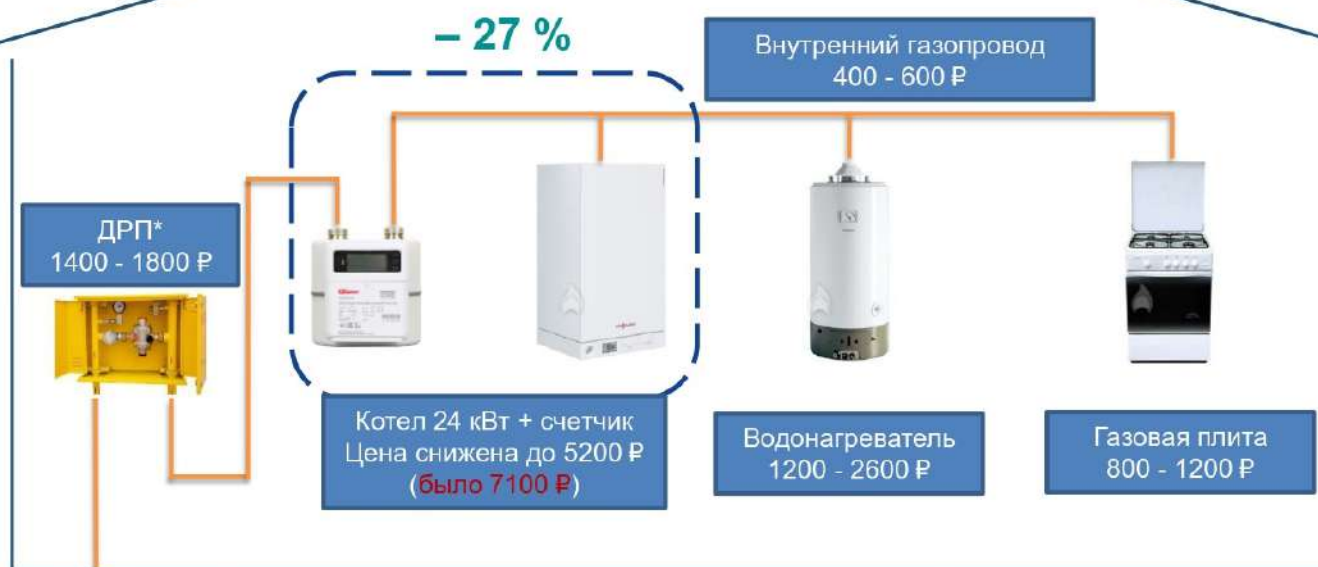 – 27 %
Внутренний газопровод
400 - 600 ₽
ДРП*
1400 - 1800 ₽
Котел 24 кВт + счетчик
Цена снижена до 5200 ₽
(было 7100 ₽)
Водонагреватель
1200 - 2600 ₽
Газовая плита
800 - 1200 ₽